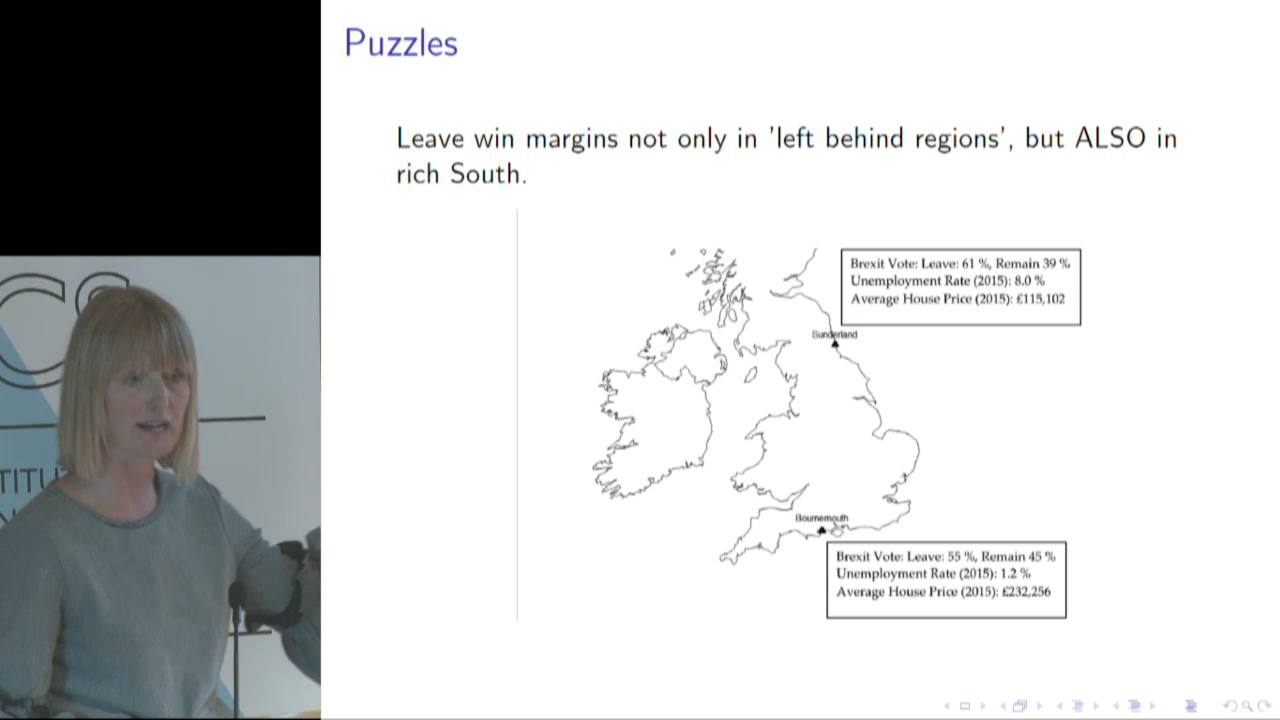 Puzzles
Leave win margins not only in 'left behind regions', but ALSO in
rich South.
Brexit Vote: Leave: 61 %, Remain 39 %
Unemployment Rate (2015): 8.0 %
Average House Price (2015): £115,102
Sunderland
Bournemouth
Brexit Vote: Leave: 55 %, Remain 45 %
Unemployment Rate (2015): 1.2 %
Average House Price (2015): £232,256